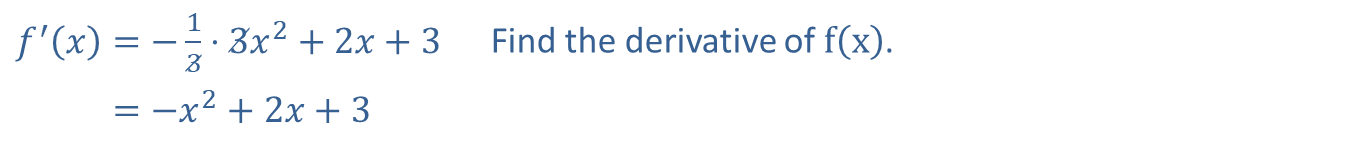 f′(x) = −1/3 · 3x² + 2x + 3 Find the derivative of f(x).
= −x² + 2x + 3